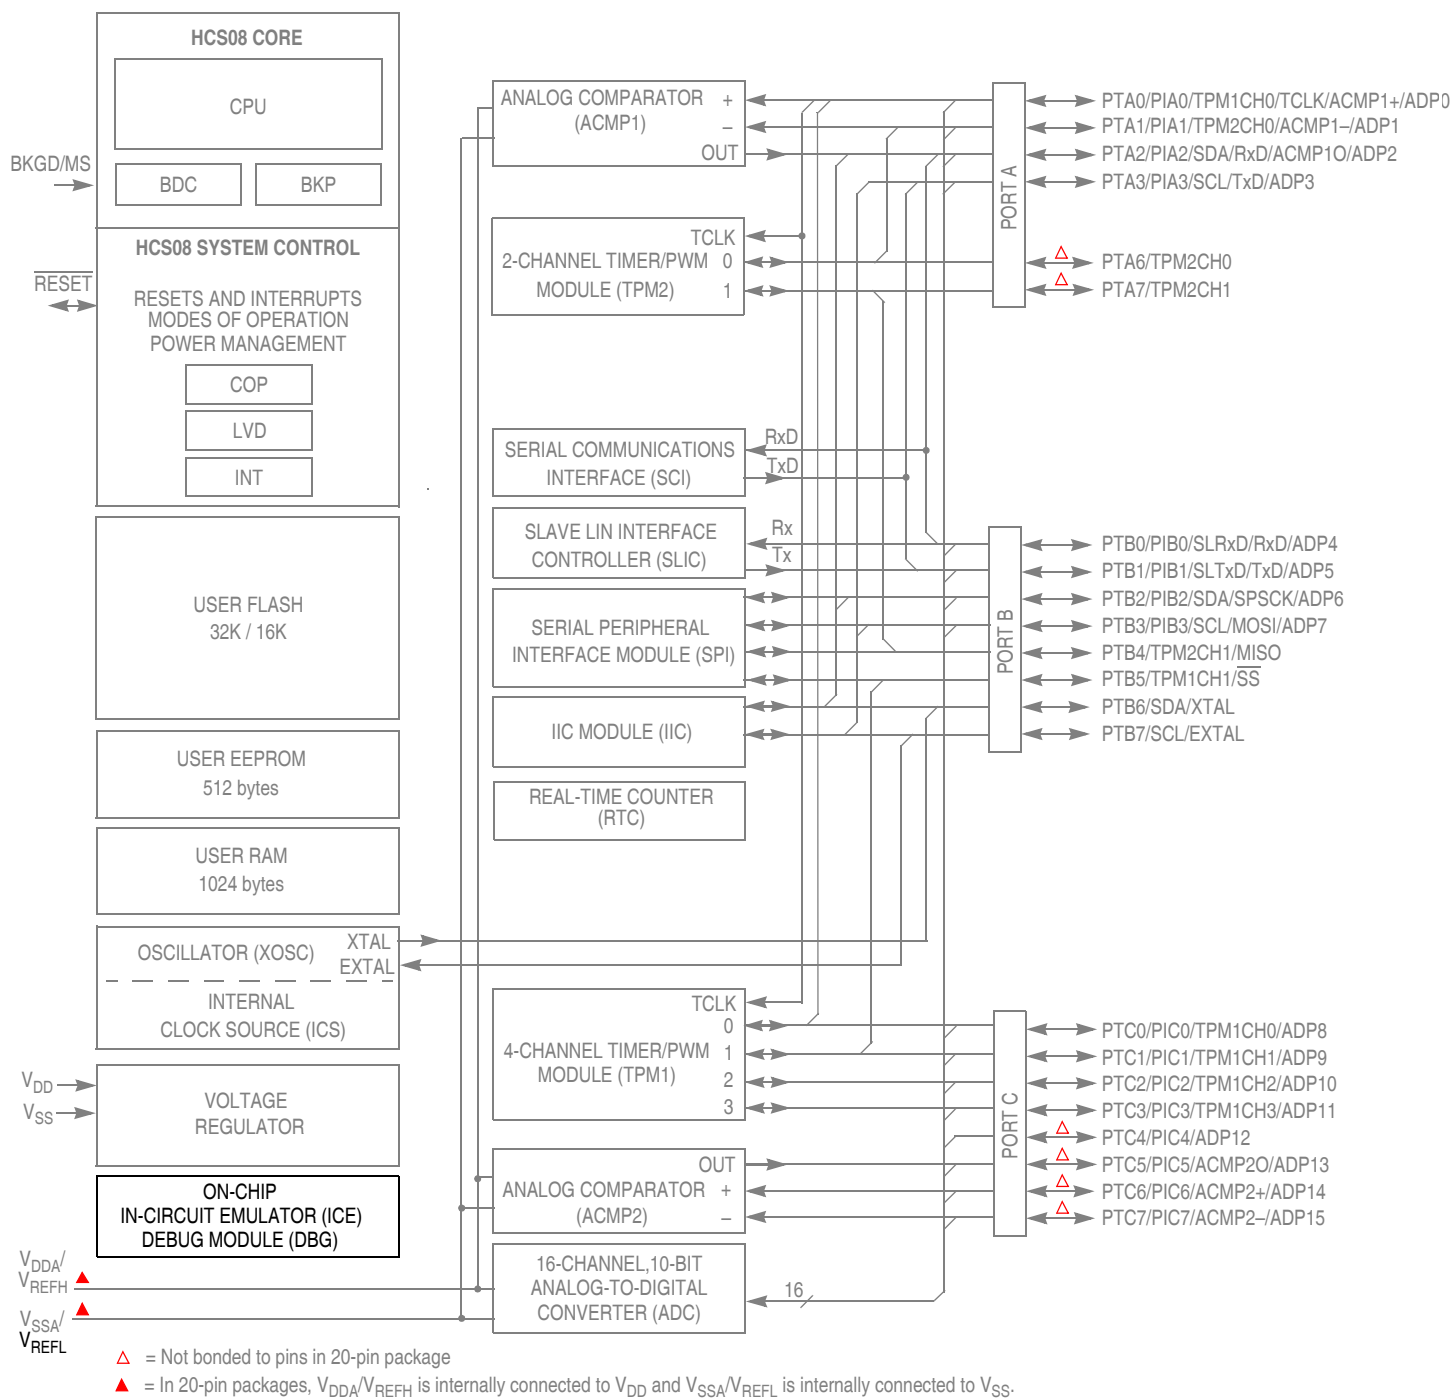 HCS08 CORE
CPU
BDC
BKP
BKGD/MS
HCS08 SYSTEM CONTROL
RESET
RESETS AND INTERRUPTS
MODES OF OPERATION
POWER MANAGEMENT
COP
LVD
INT
USER FLASH
32K / 16K
USER EEPROM
512 bytes
USER RAM
1024 bytes
OSCILLATOR (XOSC)
XTAL
EXTAL
INTERNAL
CLOCK SOURCE (ICS)
VDD
VSS
VOLTAGE
REGULATOR
ON-CHIP
IN-CIRCUIT EMULATOR (ICE)
DEBUG MODULE (DBG)
VDDA/
VREFH
VSSA/
VREFL
ANALOG COMPARATOR
(ACMP1)
+
–
OUT
TCLK
2-CHANNEL TIMER/PWM
MODULE (TPM2)
0
1
SERIAL COMMUNICATIONS
INTERFACE (SCI)
RxD
TxD
SLAVE LIN INTERFACE
CONTROLLER (SLIC)
Rx
Tx
SERIAL PERIPHERAL
INTERFACE MODULE (SPI)
IIC MODULE (IIC)
REAL-TIME COUNTER
(RTC)
TCLK
0
4-CHANNEL TIMER/PWM
MODULE (TPM1)
1
2
3
OUT
ANALOG COMPARATOR
(ACMP2)
+
–
16-CHANNEL,10-BIT
ANALOG-TO-DIGITAL
CONVERTER (ADC)
16
PORT A
PTA0/PIA0/TPM1CH0/TCLK/ACMP1+/ADP0
PTA1/PIA1/TPM2CH0/ACMP1–/ADP1
PTA2/PIA2/SDA/RxD/ACMP1O/ADP2
PTA3/PIA3/SCL/TxD/ADP3
PTA6/TPM2CH0
PTA7/TPM2CH1
PORT B
PTB0/PIB0/SLRxD/RxD/ADP4
PTB1/PIB1/SLTxD/TxD/ADP5
PTB2/PIB2/SDA/SPSCK/ADP6
PTB3/PIB3/SCL/MOSI/ADP7
PTB4/TPM2CH1/MISO
PTB5/TPM1CH1/SS
PTB6/SDA/XTAL
PTB7/SCL/EXTAL
PORT C
PTC0/PIC0/TPM1CH0/ADP8
PTC1/PIC1/TPM1CH1/ADP9
PTC2/PIC2/TPM1CH2/ADP10
PTC3/PIC3/TPM1CH3/ADP11
PTC4/PIC4/ADP12
PTC5/PIC5/ACMP2O/ADP13
PTC6/PIC6/ACMP2+/ADP14
PTC7/PIC7/ACMP2–/ADP15
△ = Not bonded to pins in 20-pin package
▲ = In 20-pin packages, VDDA/VREFH is internally connected to VDD and VSSA/VREFL is internally connected to VSS.